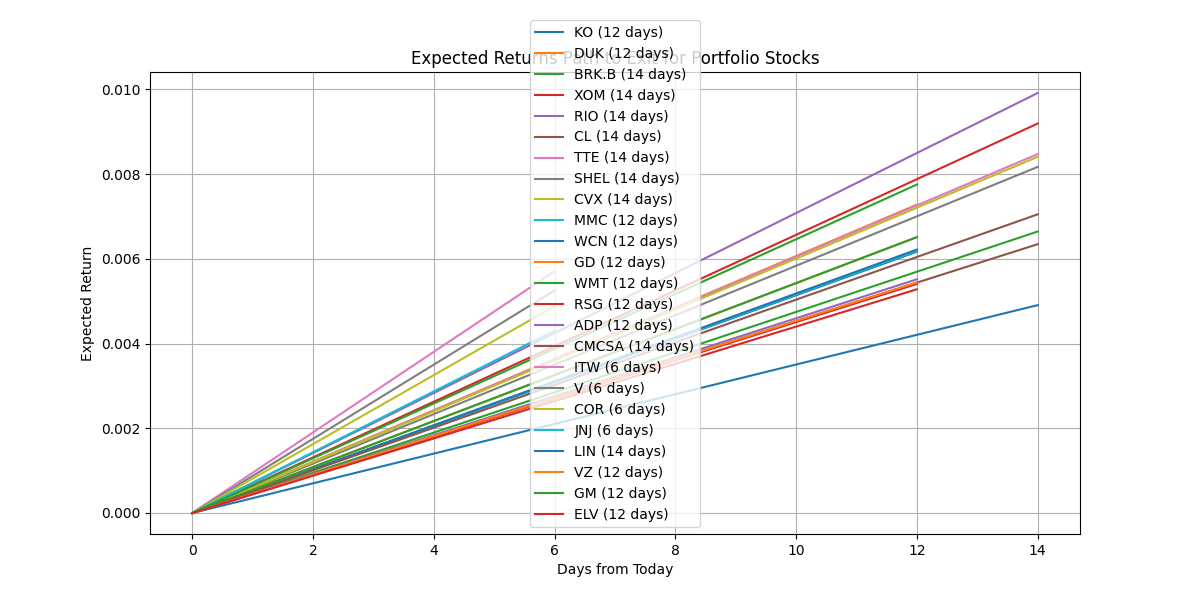 Expected Returns Path to Exit for Portfolio Stocks
KO (12 days)
DUK (12 days)
BRK.B (14 days)
XOM (14 days)
RIO (14 days)
CL (14 days)
TTE (14 days)
SHEL (14 days)
CVX (14 days)
MMC (12 days)
WCN (12 days)
GD (12 days)
WMT (12 days)
RSG (12 days)
ADP (12 days)
CMCSA (14 days)
ITW (6 days)
V (6 days)
COR (6 days)
JNJ (6 days)
LIN (14 days)
VZ (12 days)
GM (12 days)
ELV (12 days)
Expected Return
0.010
0.008
0.006
0.004
0.002
0.000
0 2 4 6 8 10 12 14
Days from Today